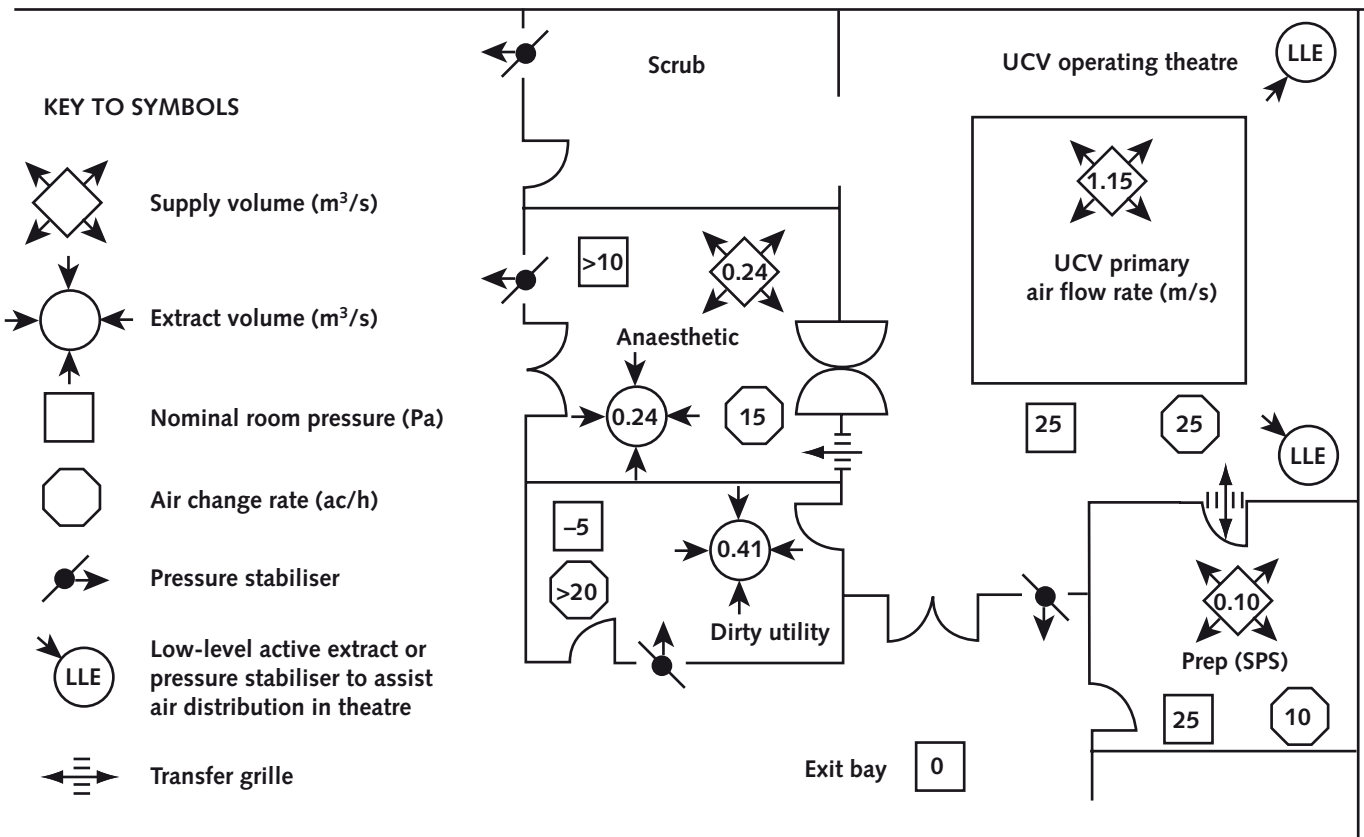 KEY TO SYMBOLS
Supply volume (m³/s)
Extract volume (m³/s)
Nominal room pressure (Pa)
Air change rate (ac/h)
Pressure stabiliser
LLE
Low-level active extract or
pressure stabiliser to assist
air distribution in theatre
Transfer grille
Scrub
>10
0.24
Anaesthetic
0.24
15
–5
0.41
>20
Dirty utility
UCV operating theatre
LLE
1.15
UCV primary
air flow rate (m/s)
25
25
LLE
0.10
Prep (SPS)
25
10
Exit bay
0